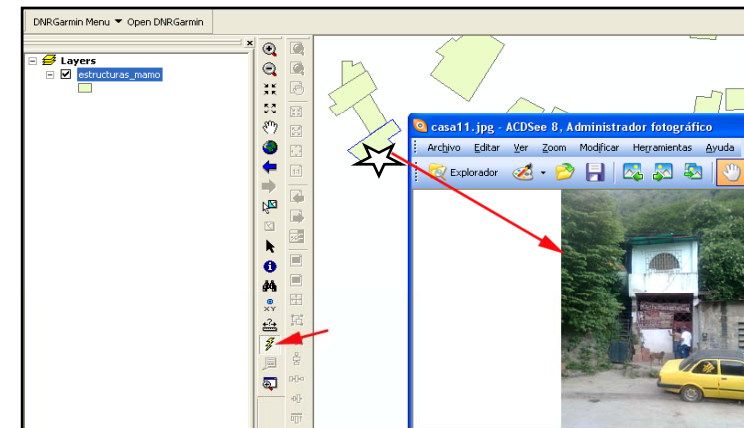 DNRGarmin Menu Open DNRGarmin
Layers
estructuras_mamo
casa11.jpg - ACDSee 8, Administrador fotográfico
Archivo Editar Ver Zoom Modificar Herramientas Ayuda
Explorador
XY